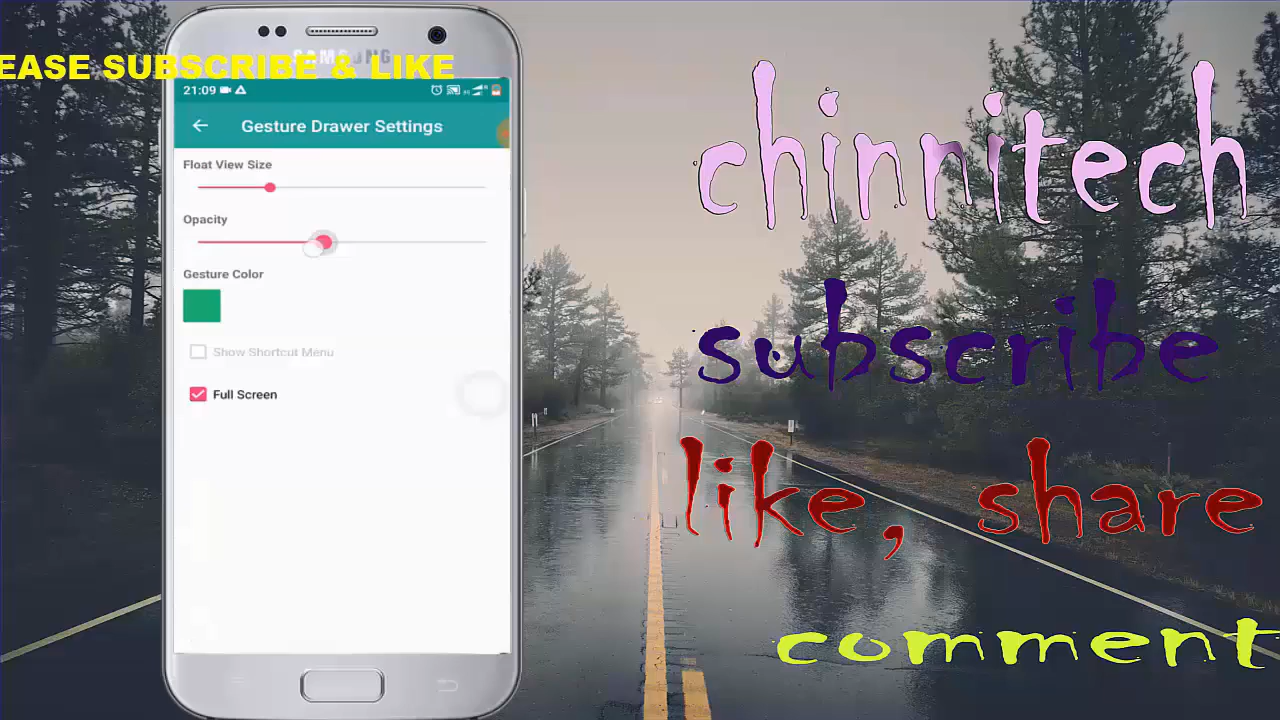 SAMSUNG
EASE SUBSCRIBE & LIKE
21:09
Gesture Drawer Settings
Float View Size
Opacity
Gesture Color
Show Shortcut Menu
Full Screen
chinnitech
subscribe
like, share
comment